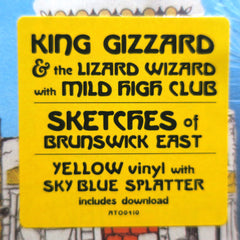 KING GIZZARD
& the LIZARD WIZARD
with MILD HIGH CLUB
SKETCHES of
BRUNSWICK EAST
YELLOW vinyl with
SKY BLUE SPLATTER
includes download
ATO0410